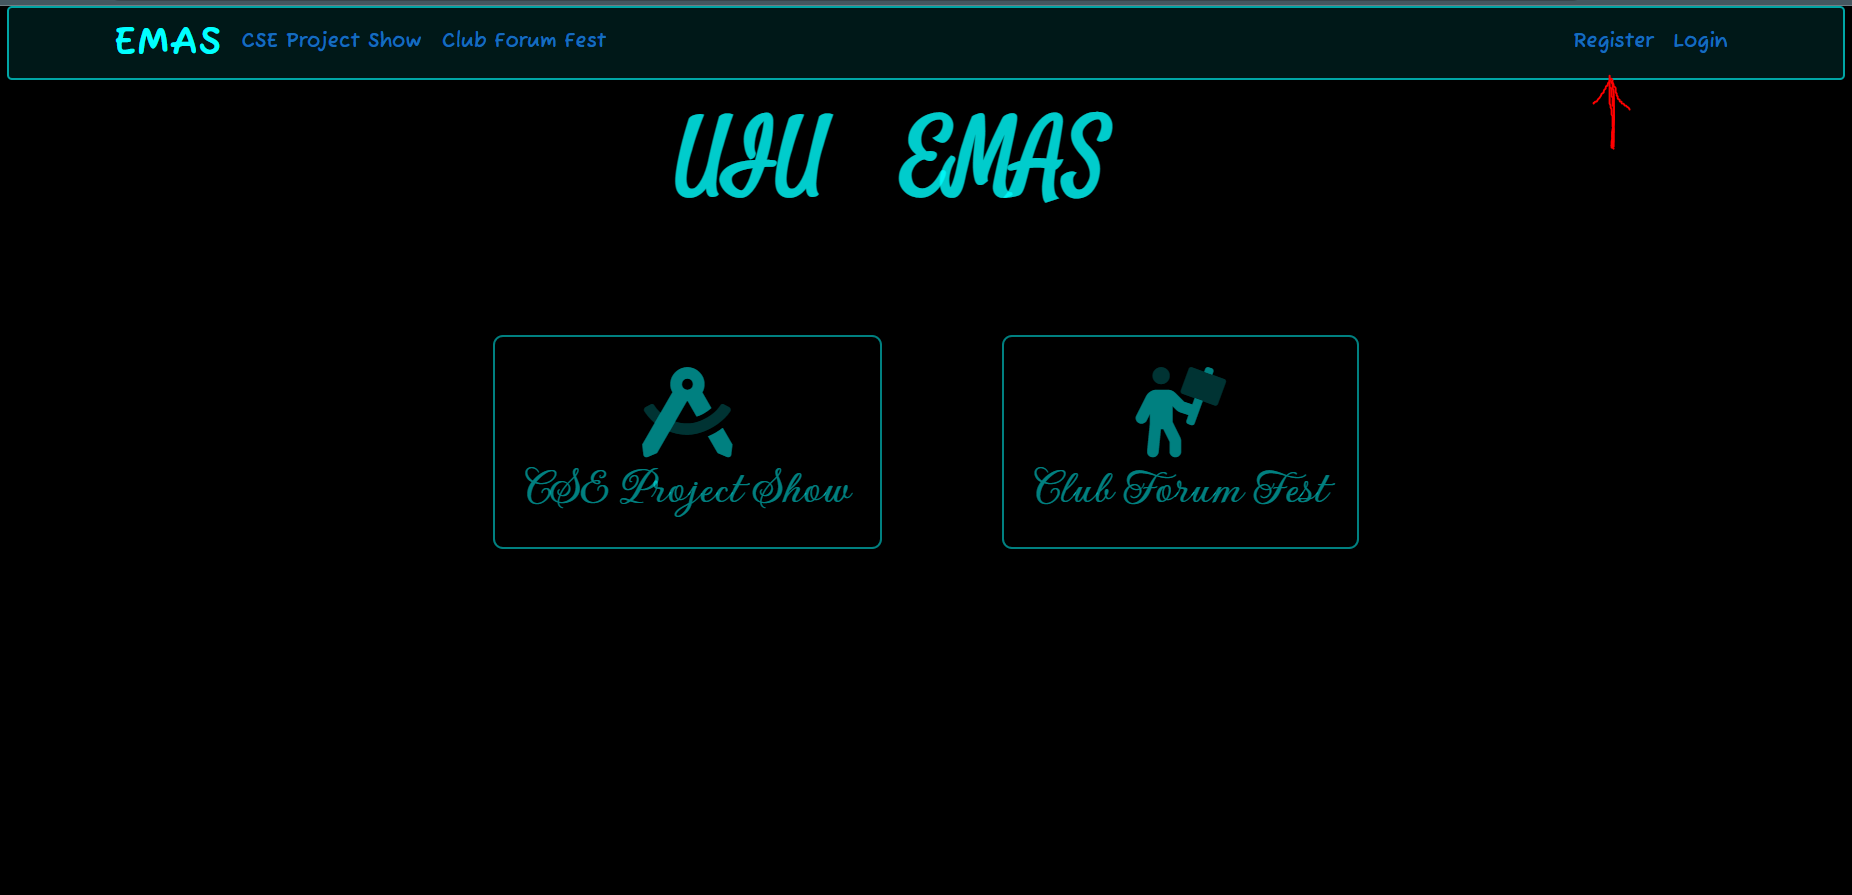 EMAS CSE Project Show Club Forum Fest Register Login
UIU EMAS
CSE Project Show
Club Forum Fest